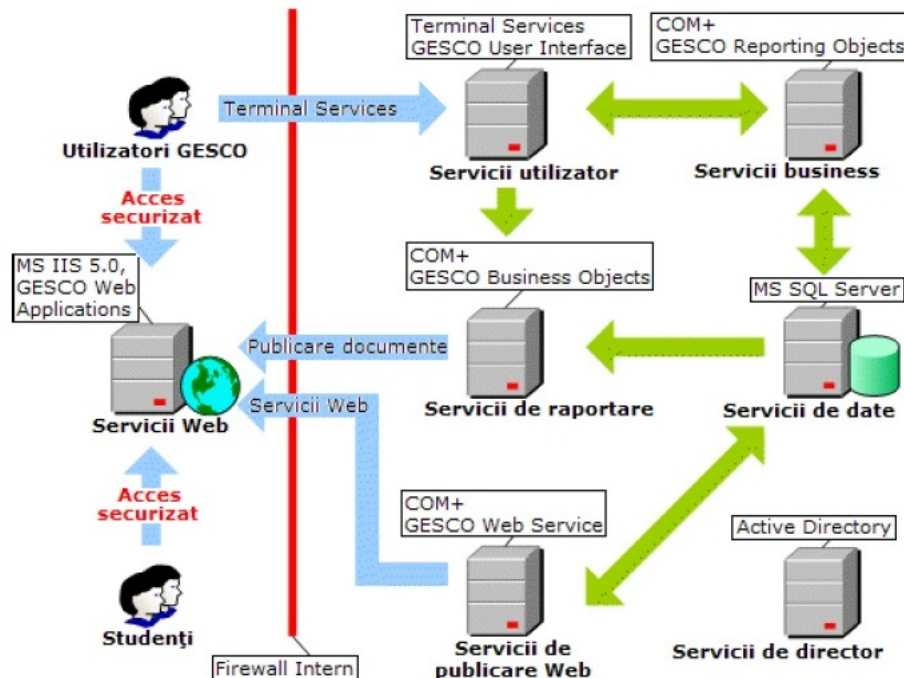 Terminal Services
GESCO User Interface
COM+
GESCO Reporting Objects
Terminal Services
Utilizatori GESCO
Servicii utilizator
Servicii business
Acces
securizat
COM+
GESCO Business Objects
MS IIS 5.0,
GESCO Web
Applications
MS SQL Server
Publicare documente
Servicii Web
Servicii de raportare
Servicii de date
Servicii Web
Acces
securizat
COM+
GESCO Web Service
Active Directory
Studenţi
Servicii de
publicare Web
Servicii de director
Firewall Intern